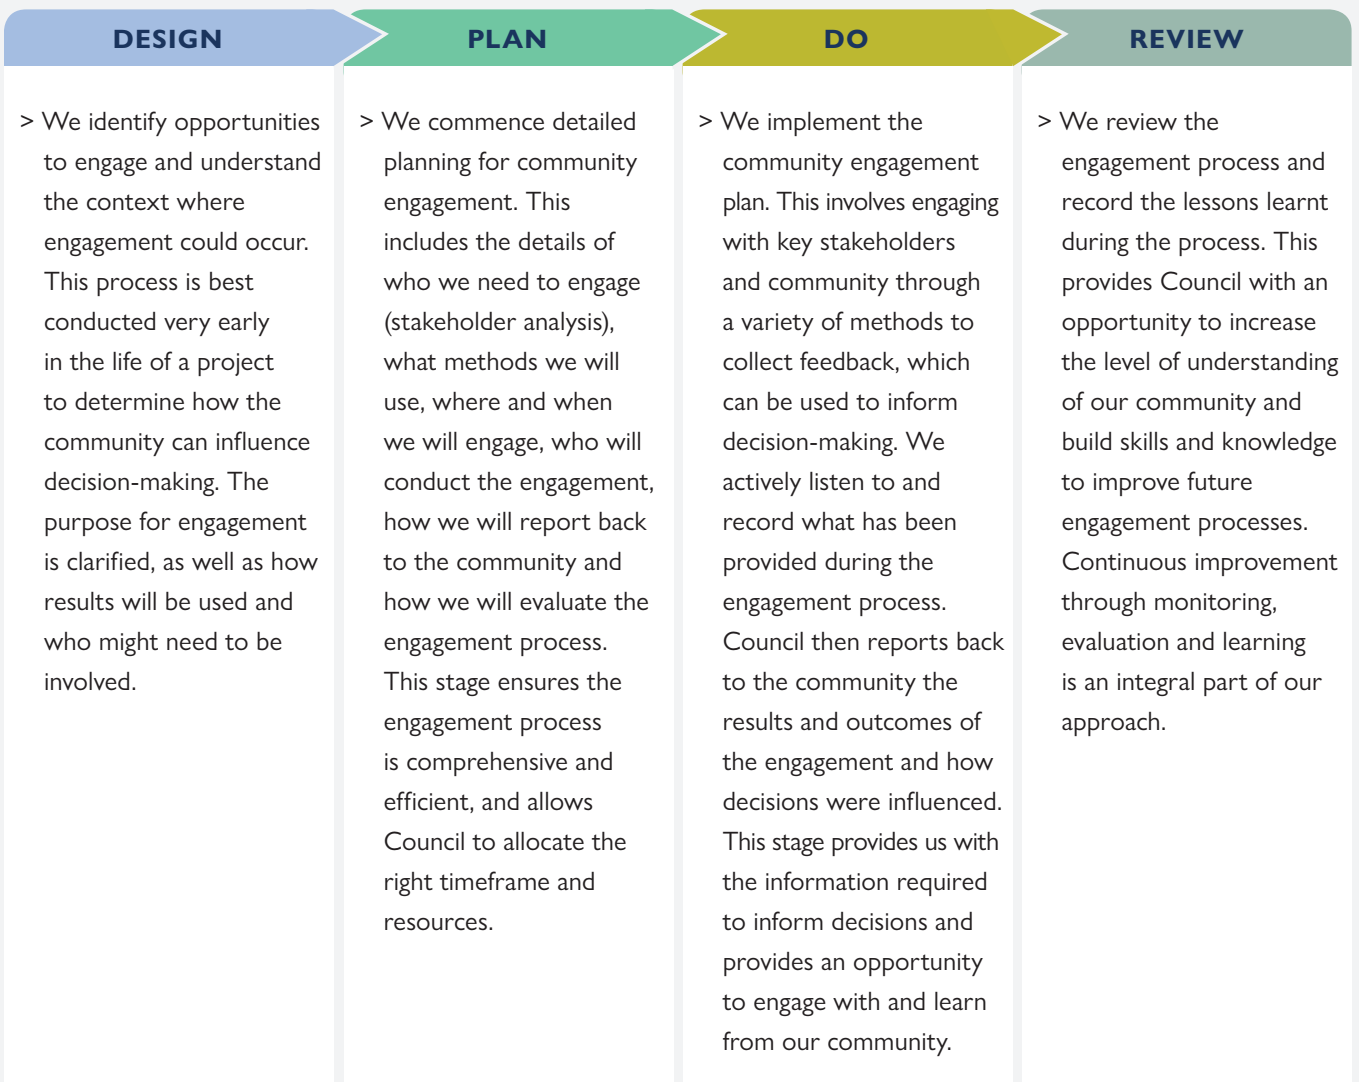 DESIGN
> We identify opportunities
to engage and understand
the context where
engagement could occur.
This process is best
conducted very early
in the life of a project
to determine how the
community can influence
decision-making. The
purpose for engagement
is clarified, as well as how
results will be used and
who might need to be
involved.
PLAN
> We commence detailed
planning for community
engagement. This
includes the details of
who we need to engage
(stakeholder analysis),
what methods we will
use, where and when
we will engage, who will
conduct the engagement,
how we will report back
to the community and
how we will evaluate the
engagement process.
This stage ensures the
engagement process
is comprehensive and
efficient, and allows
Council to allocate the
right timeframe and
resources.
DO
> We implement the
community engagement
plan. This involves engaging
with key stakeholders
and community through
a variety of methods to
collect feedback, which
can be used to inform
decision-making. We
actively listen to and
record what has been
provided during the
engagement process.
Council then reports back
to the community the
results and outcomes of
the engagement and how
decisions were influenced.
This stage provides us with
the information required
to inform decisions and
provides an opportunity
to engage with and learn
from our community.
REVIEW
> We review the
engagement process and
record the lessons learnt
during the process. This
provides Council with an
opportunity to increase
the level of understanding
of our community and
build skills and knowledge
to improve future
engagement processes.
Continuous improvement
through monitoring,
evaluation and learning
is an integral part of our
approach.